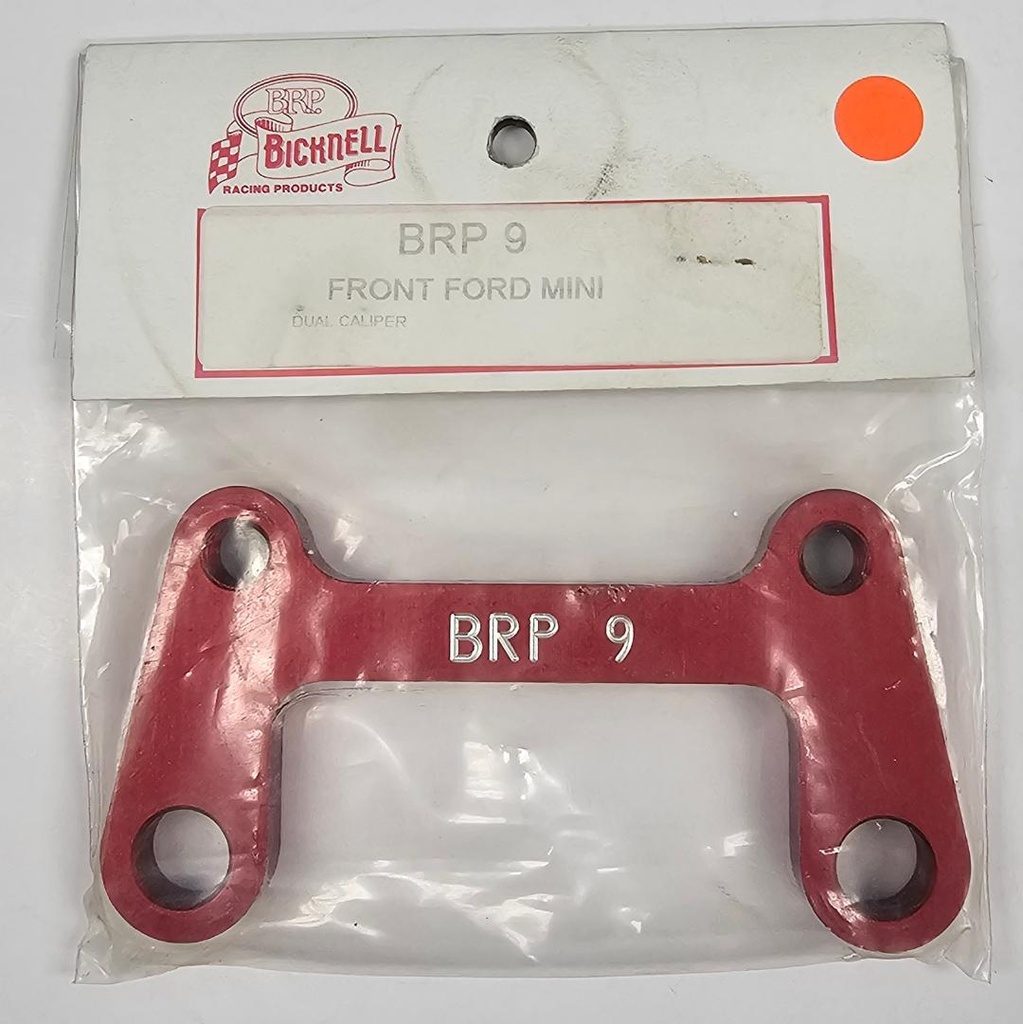 BRP.
BICKNELL
RACING PRODUCTS
BRP 9
FRONT FORD MINI
DUAL CALIPER
BRP 9